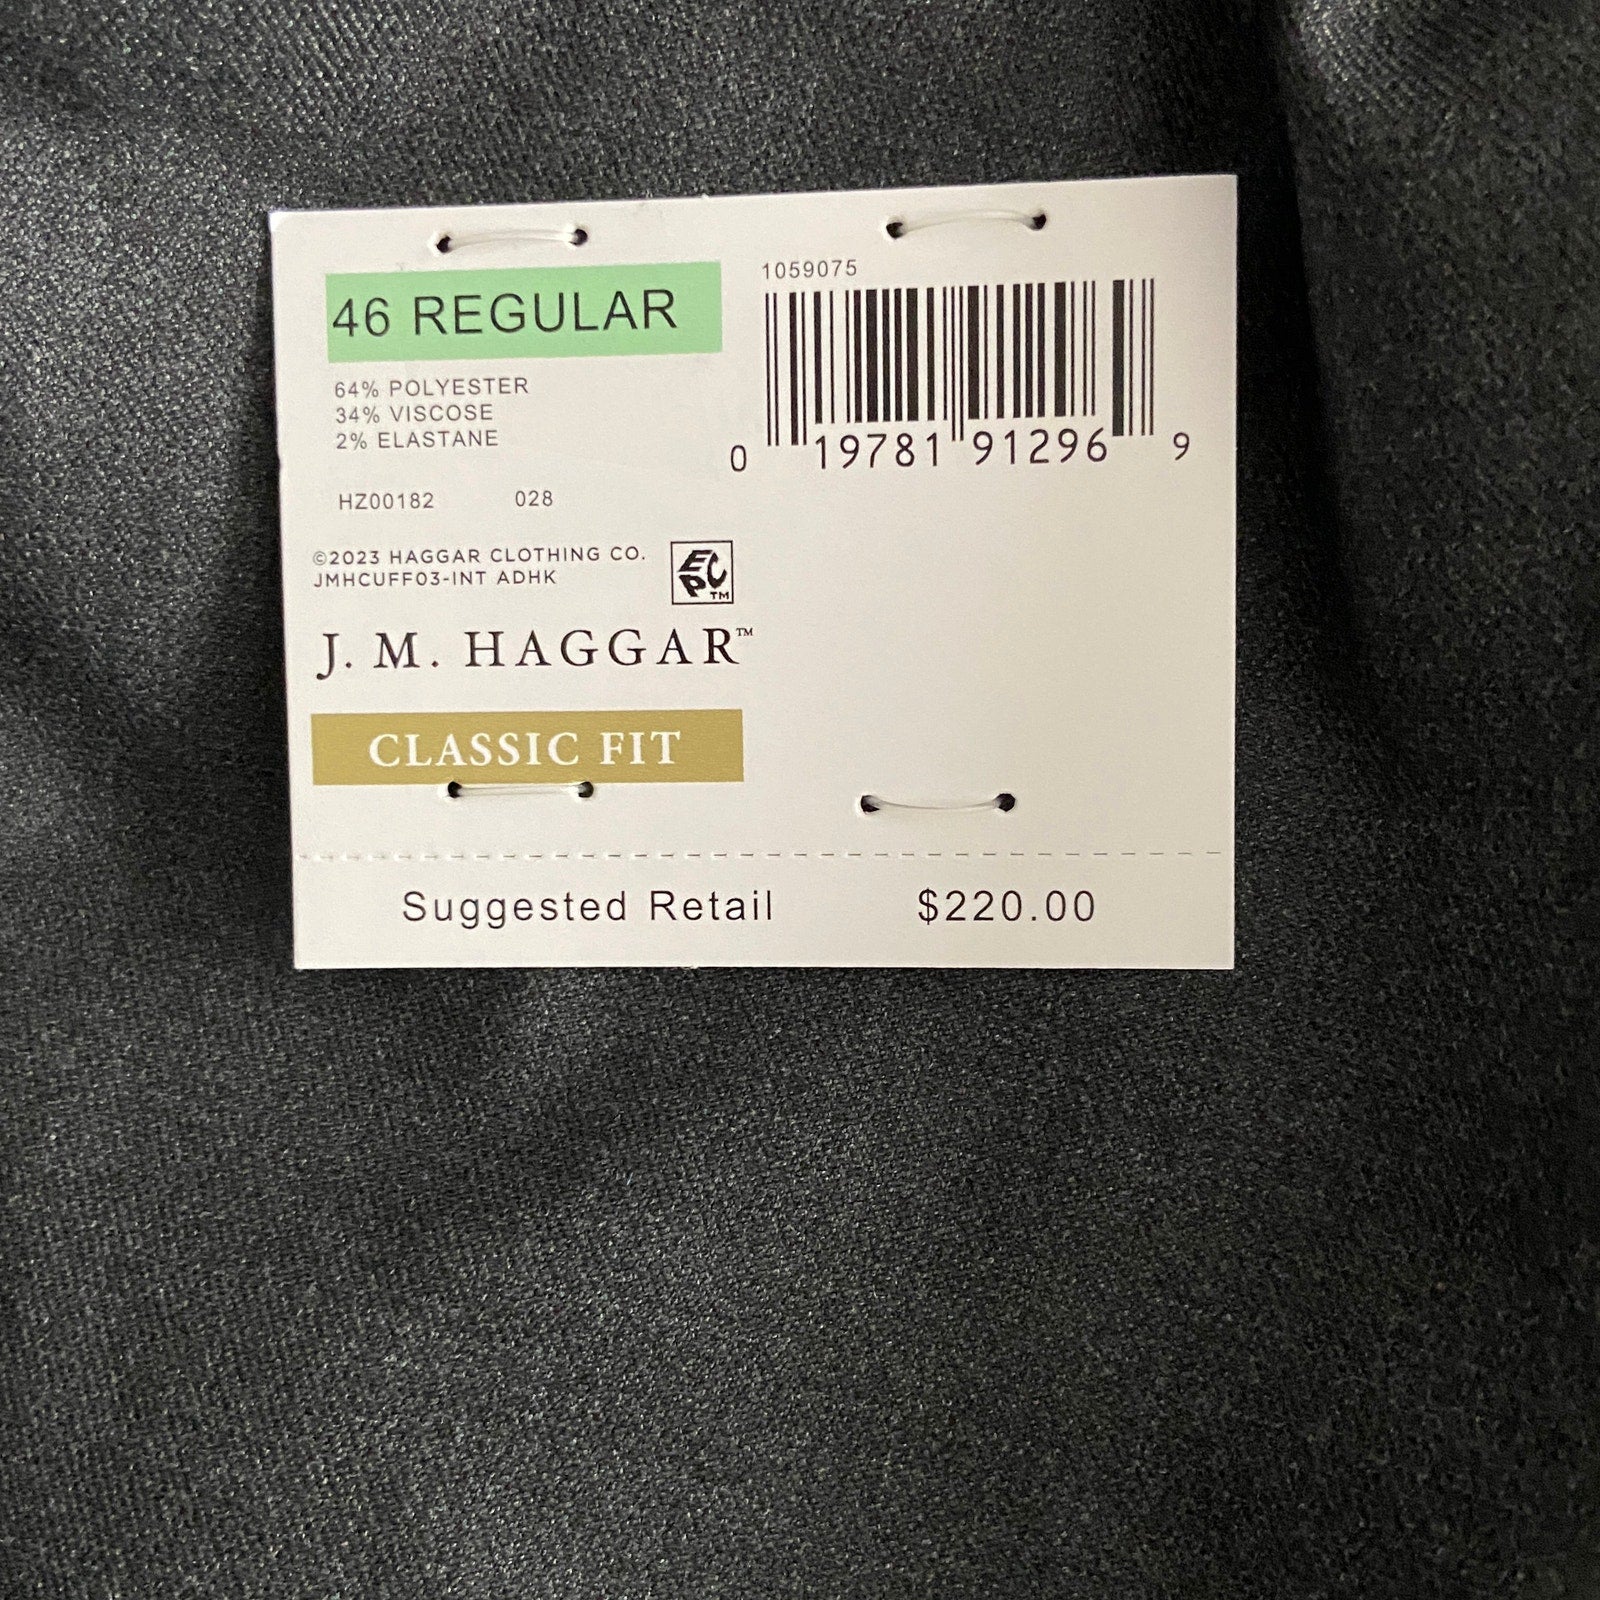 46 REGULAR
64% POLYESTER
34% VISCOSE
2% ELASTANE
HZ00182 028
©2023 HAGGAR CLOTHING CO.
JMHCUFF03-INT ADHK
EPC™
J. M. HAGGAR™
CLASSIC FIT
1059075
0 19781 91296 9
Suggested Retail $220.00